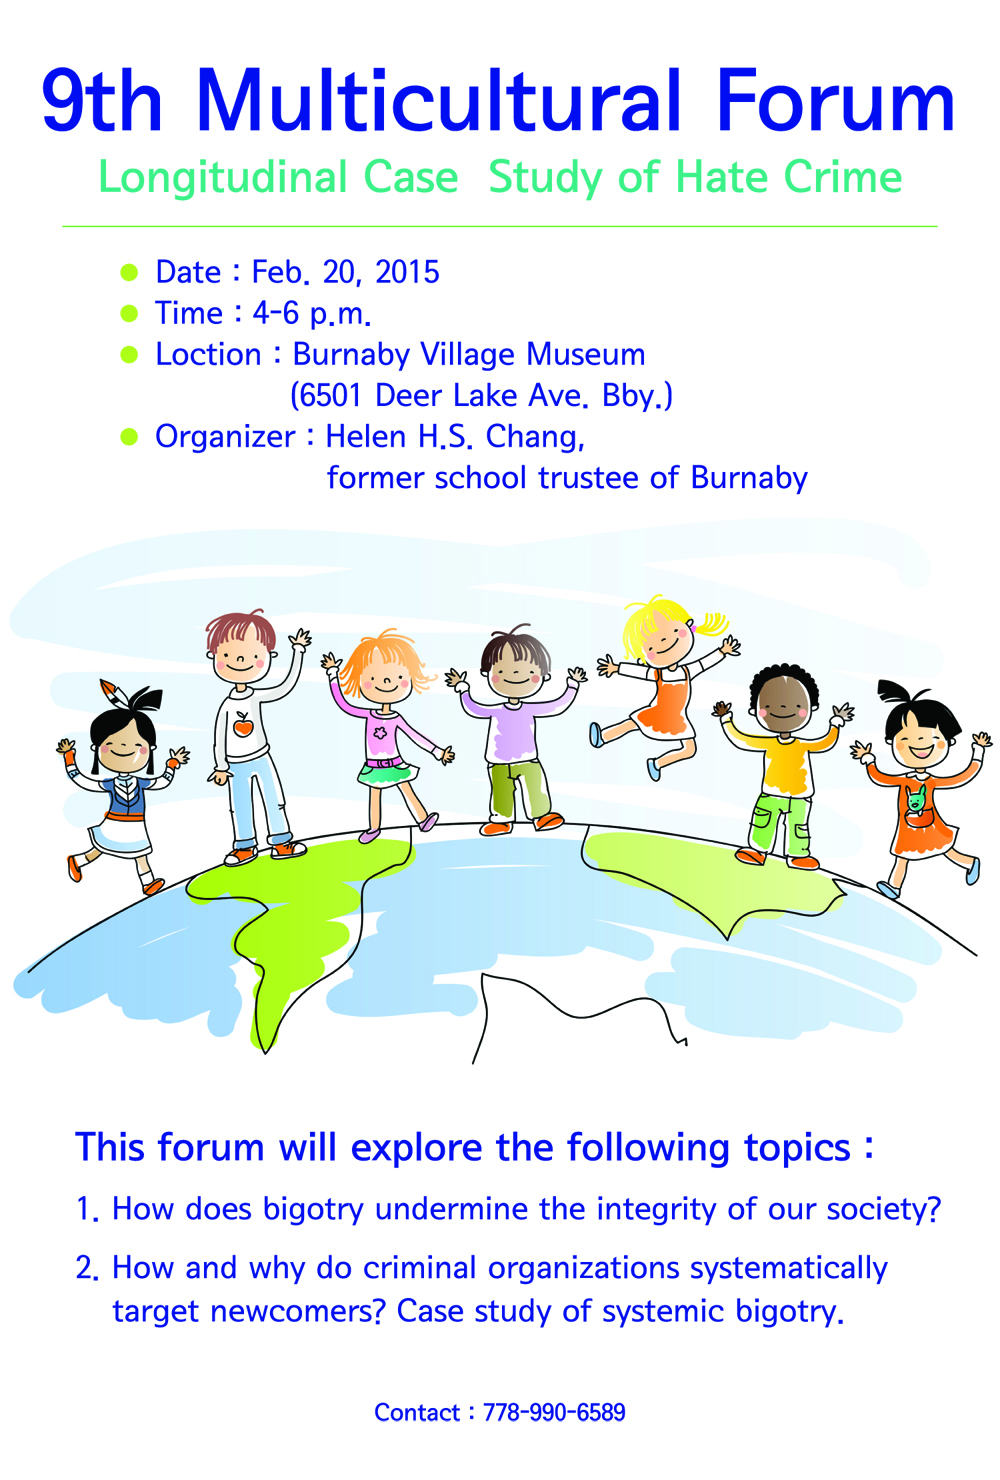 9th Multicultural Forum
Longitudinal Case Study of Hate Crime
Date : Feb. 20, 2015
Time : 4-6 p.m.
Loction : Burnaby Village Museum
(6501 Deer Lake Ave. Bby.)
Organizer : Helen H.S. Chang,
former school trustee of Burnaby
This forum will explore the following topics :
1. How does bigotry undermine the integrity of our society?
2. How and why do criminal organizations systematically
target newcomers? Case study of systemic bigotry.
Contact : 778-990-6589